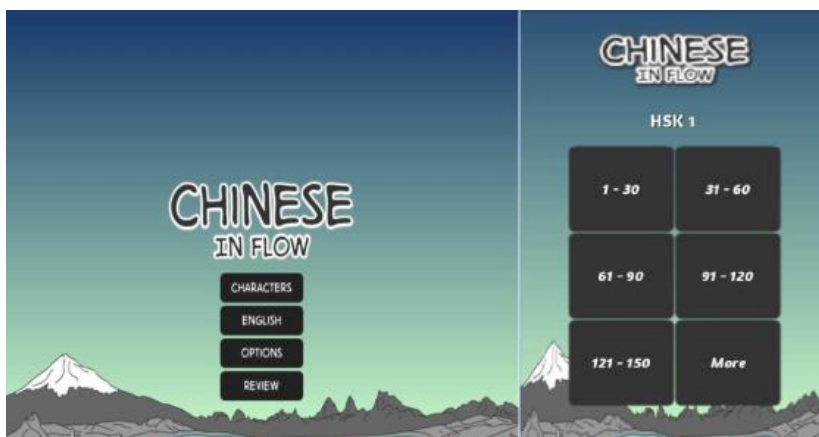 CHINESE
IN FLOW
CHARACTERS
ENGLISH
OPTIONS
REVIEW
CHINESE
IN FLOW
HSK 1
1 - 30
31 - 60
61 - 90
91 - 120
121 - 150
More